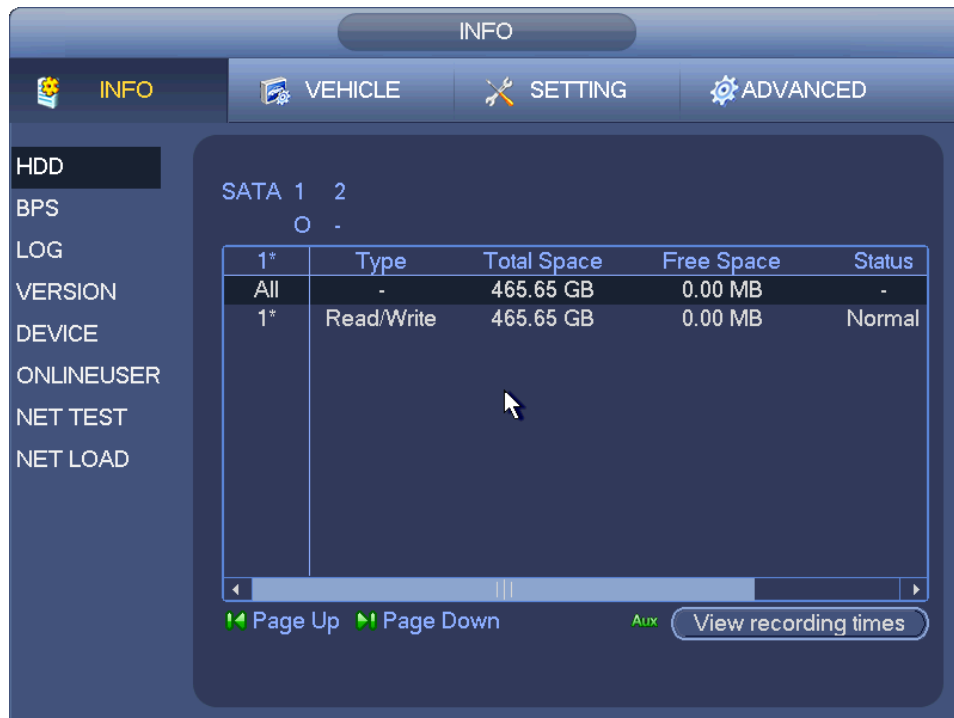 INFO
INFO VEHICLE SETTING ADVANCED
HDD
BPS
LOG
VERSION
DEVICE
ONLINEUSER
NET TEST
NET LOAD
SATA 1 2
O -
1* Type Total Space Free Space Status
All - 465.65 GB 0.00 MB -
1* Read/Write 465.65 GB 0.00 MB Normal
Page Up Page Down Aux View recording times